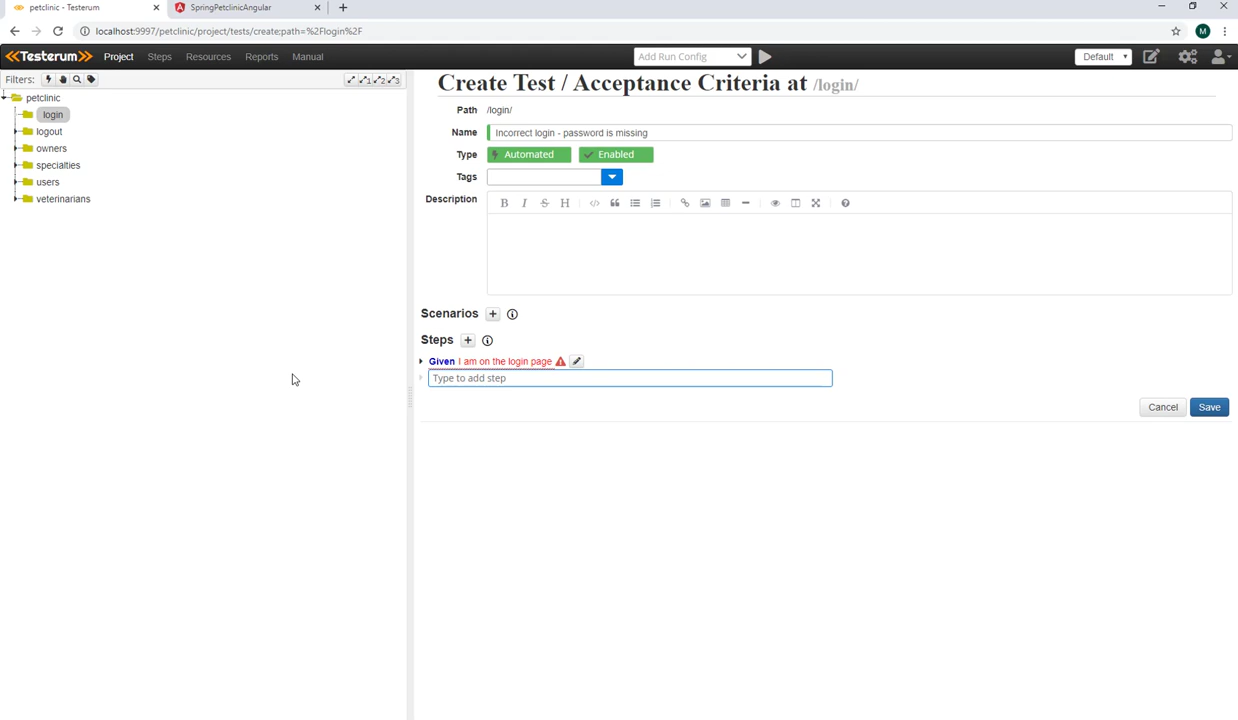 petclinic - Testerum
SpringPetclinicAngular
localhost:9997/petclinic/project/tests/create;path=%2Flogin%2F
M
Testerum Project Steps Resources Reports Manual Add Run Config Default
Filters:
1 2 3
petclinic
login
logout
owners
specialties
users
veterinarians
Create Test / Acceptance Criteria at /login/
Path /login/
Name Incorrect login - password is missing
Type Automated Enabled
Tags
Description B I S H
Scenarios
Steps
Given I am on the login page
Type to add step
Cancel Save